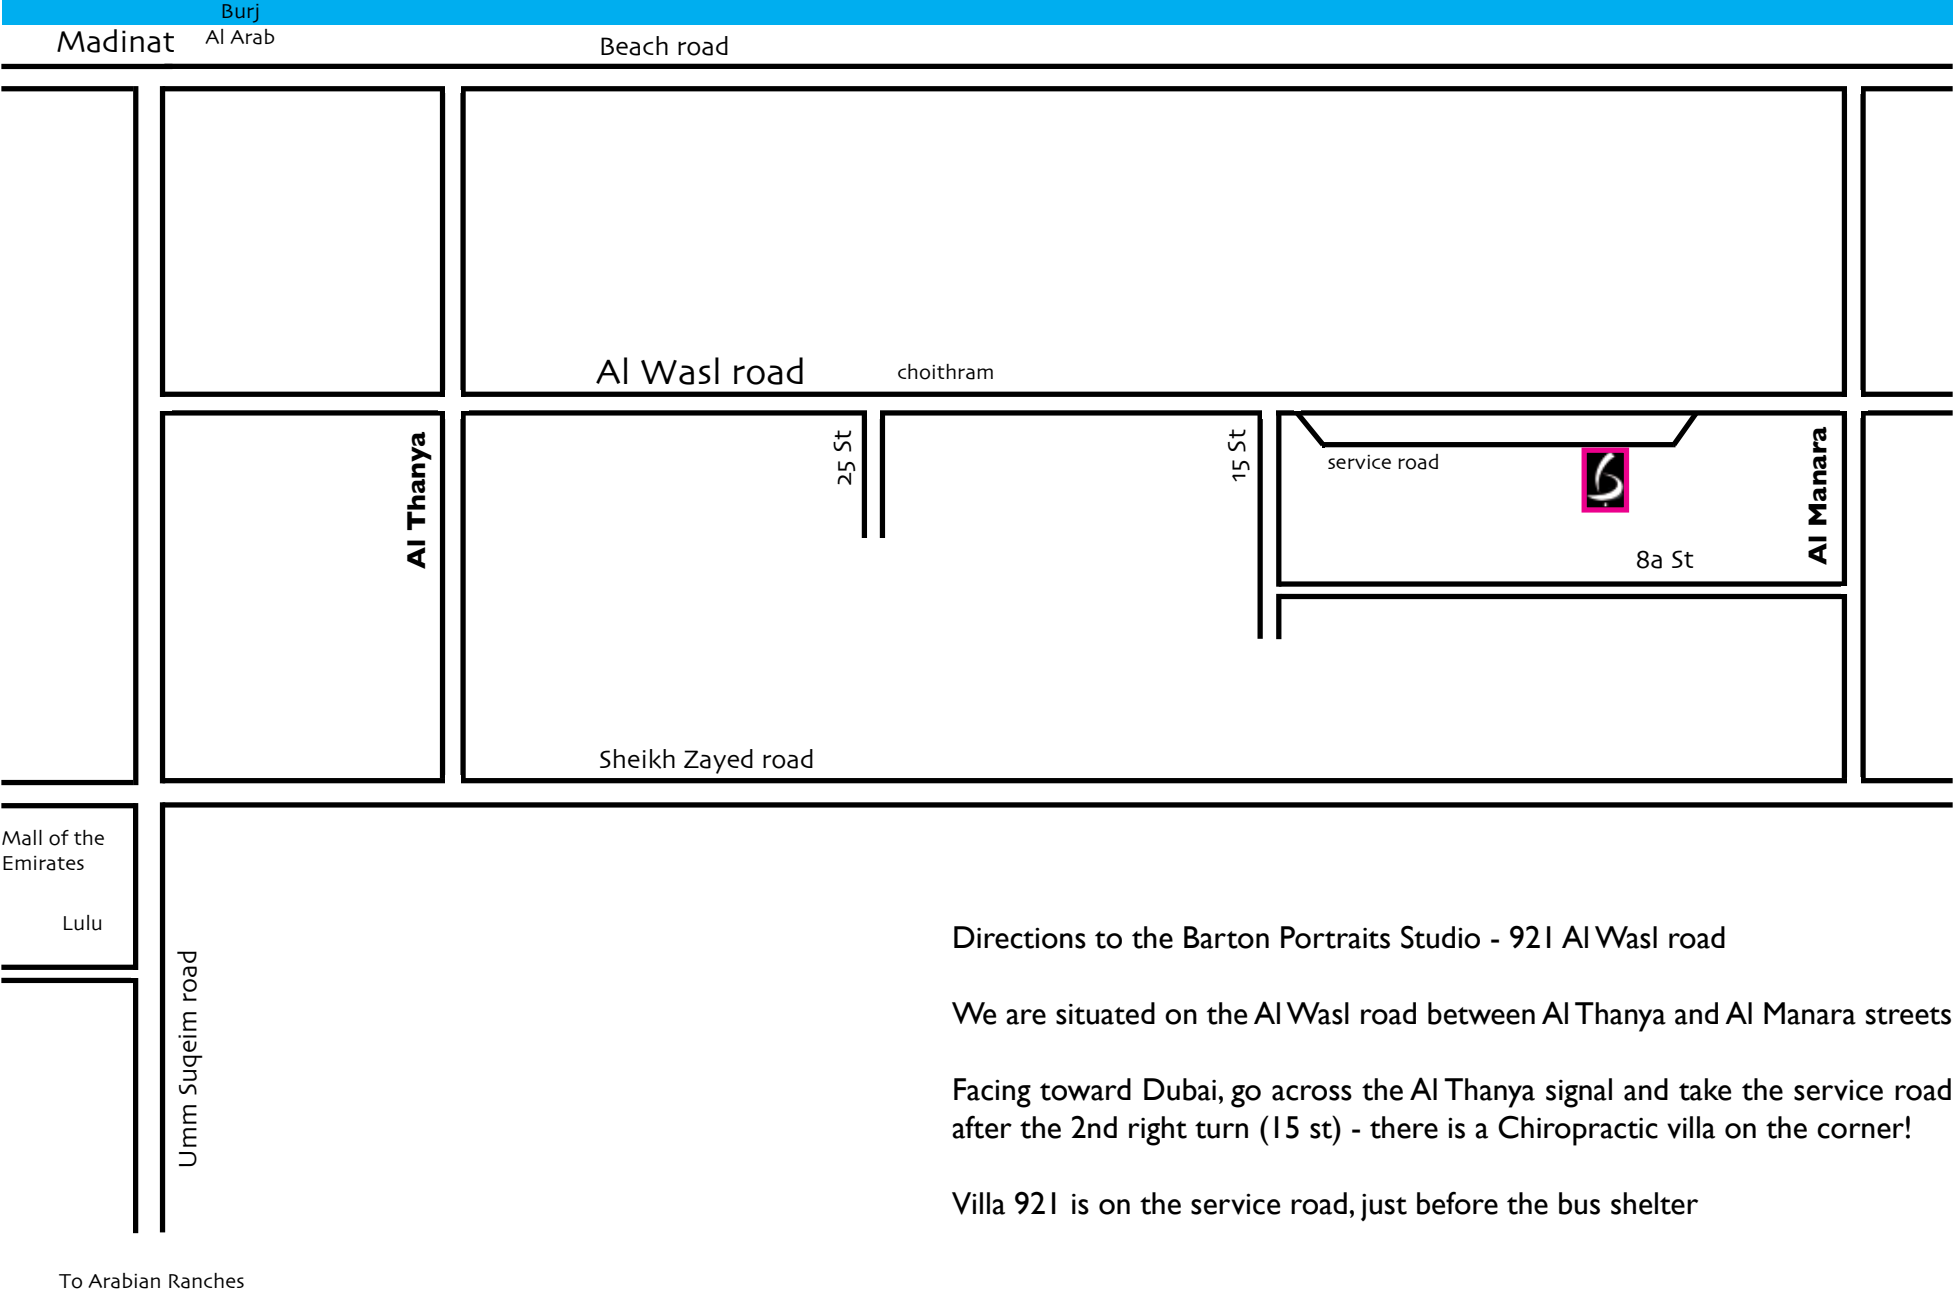 Burj
Al Arab
Madinat
Beach road
Al Wasl road
choithram
Al Thanya
25 St
15 St
service road
Al Manara
8a St
Sheikh Zayed road
Mall of the
Emirates
Lulu
Umm Suqeim road
Directions to the Barton Portraits Studio - 921 Al Wasl road
We are situated on the Al Wasl road between Al Thanya and Al Manara streets
Facing toward Dubai, go across the Al Thanya signal and take the service road
after the 2nd right turn (15 st) - there is a Chiropractic villa on the corner!
Villa 921 is on the service road, just before the bus shelter
To Arabian Ranches